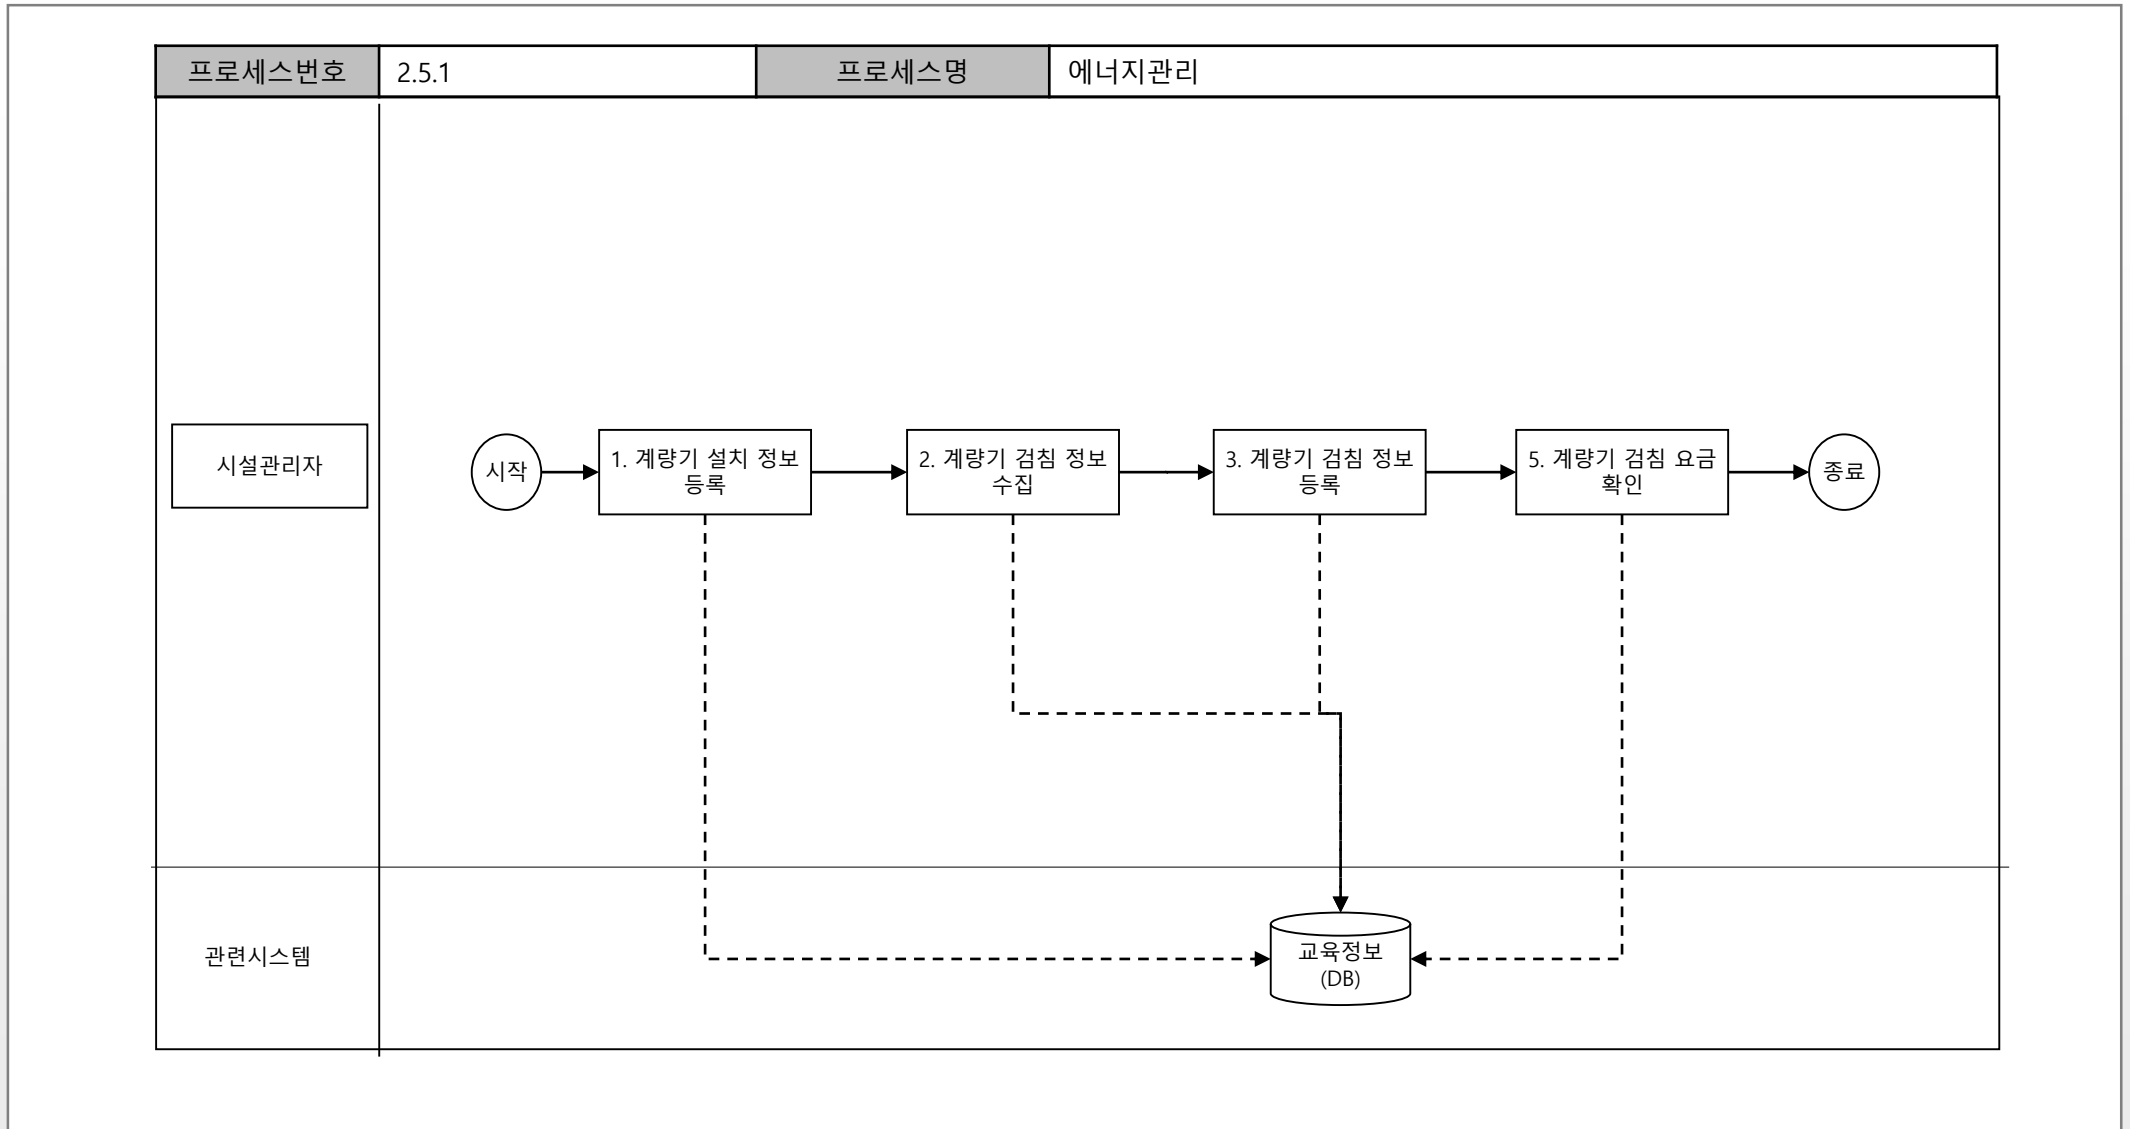 프로세스번호
2.5.1
프로세스명
에너지관리
시설관리자
시작
1. 계량기 설치 정보
등록
2. 계량기 검침 정보
수집
3. 계량기 검침 정보
등록
5. 계량기 검침 요금
확인
종료
관련시스템
교육정보
(DB)